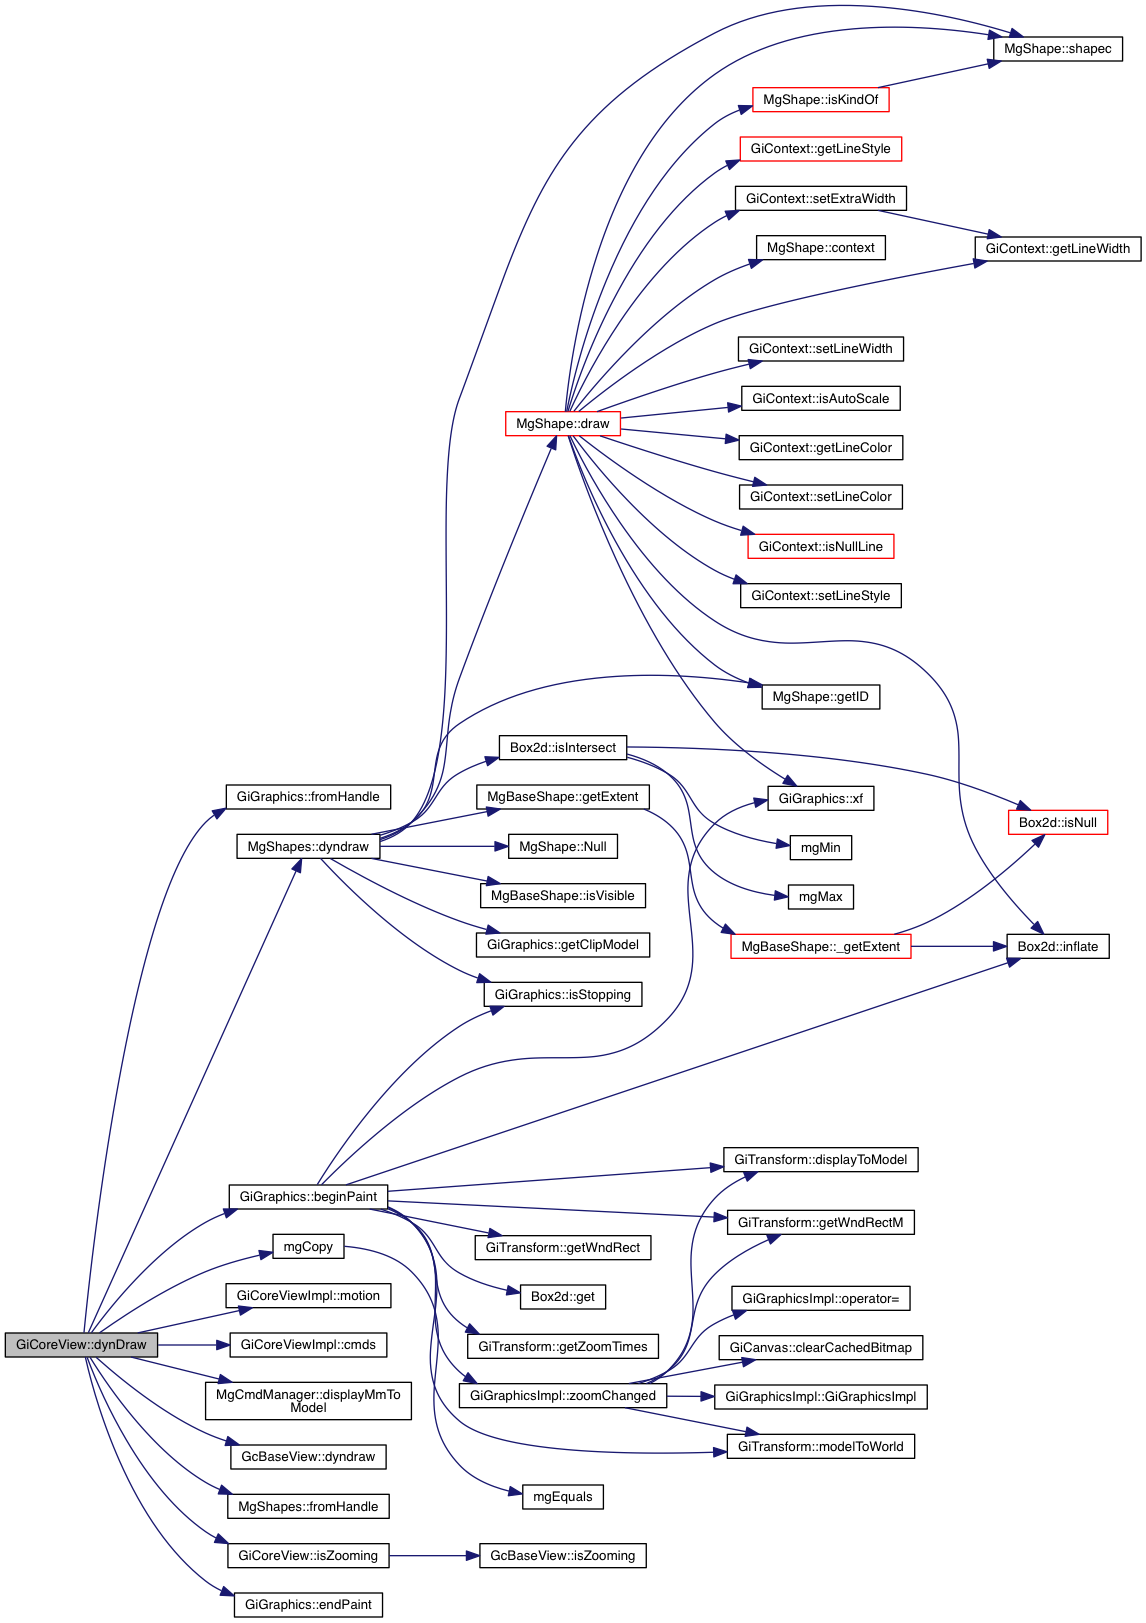 MgShape::shapec
MgShape::isKindOf
GiContext::getLineStyle
GiContext::setExtraWidth
MgShape::context
GiContext::getLineWidth
GiContext::setLineWidth
GiContext::isAutoScale
MgShape::draw
GiContext::getLineColor
GiContext::setLineColor
GiContext::isNullLine
GiContext::setLineStyle
MgShape::getID
Box2d::isIntersect
GiGraphics::fromHandle
MgBaseShape::getExtent
GiGraphics::xf
Box2d::isNull
MgShapes::dyndraw
MgShape::Null
mgMin
MgBaseShape::isVisible
mgMax
GiGraphics::getClipModel
MgBaseShape::_getExtent
Box2d::inflate
GiGraphics::isStopping
GiTransform::displayToModel
GiGraphics::beginPaint
GiTransform::getWndRectM
mgCopy
GiTransform::getWndRect
GiCoreViewImpl::motion
Box2d::get
GiGraphicsImpl::operator=
GiCoreView::dynDraw
GiCoreViewImpl::cmds
GiTransform::getZoomTimes
GiCanvas::clearCachedBitmap
MgCmdManager::displayMmTo
Model
GiGraphicsImpl::zoomChanged
GiGraphicsImpl::GiGraphicsImpl
GiTransform::modelToWorld
GcBaseView::dyndraw
MgShapes::fromHandle
mgEquals
GiCoreView::isZooming
GcBaseView::isZooming
GiGraphics::endPaint